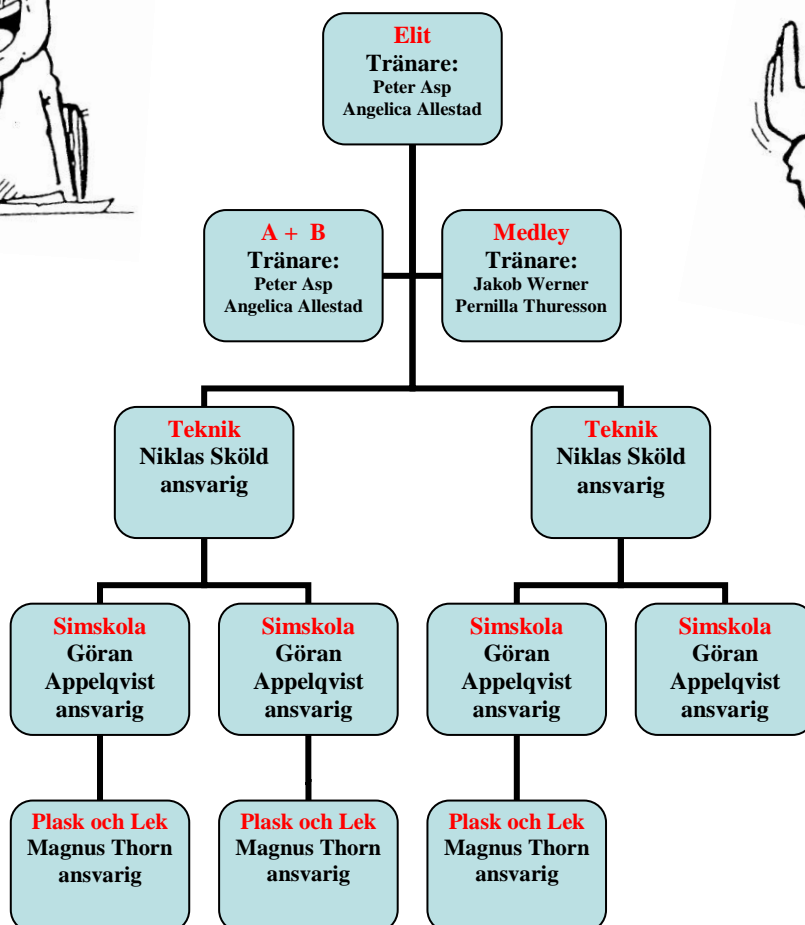 Elit
Tränare:
Peter Asp
Angelica Allestad
A + B
Tränare:
Peter Asp
Angelica Allestad
Medley
Tränare:
Jakob Werner
Pernilla Thuresson
Teknik
Niklas Sköld
ansvarig
Teknik
Niklas Sköld
ansvarig
Simskola
Göran
Appelqvist
ansvarig
Simskola
Göran
Appelqvist
ansvarig
Simskola
Göran
Appelqvist
ansvarig
Simskola
Göran
Appelqvist
ansvarig
Plask och Lek
Magnus Thorn
ansvarig
Plask och Lek
Magnus Thorn
ansvarig
Plask och Lek
Magnus Thorn
ansvarig